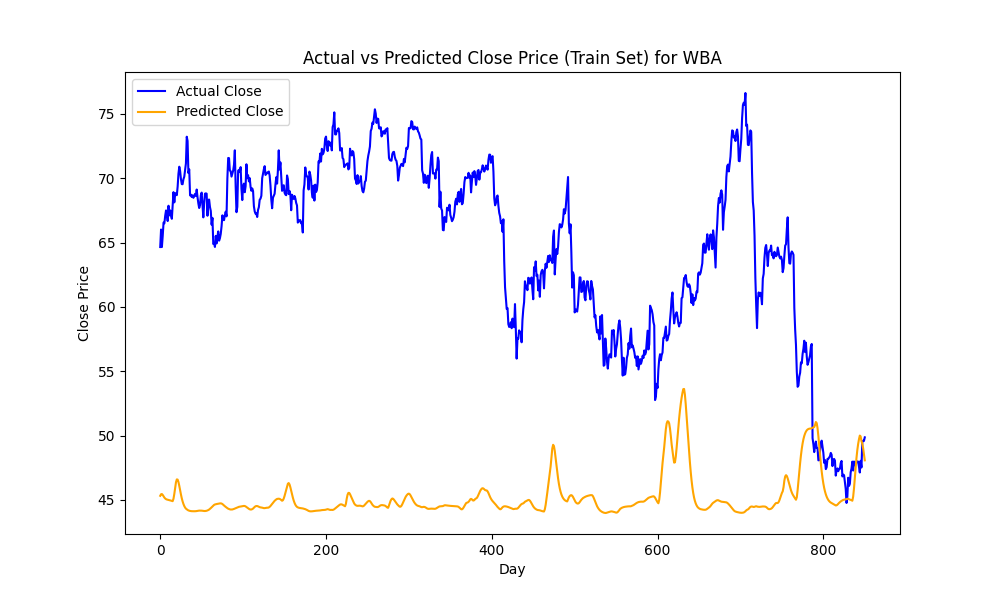 Actual vs Predicted Close Price (Train Set) for WBA
Actual Close
Predicted Close
75
70
65
60
55
50
45
Close Price
0 200 400 600 800
Day